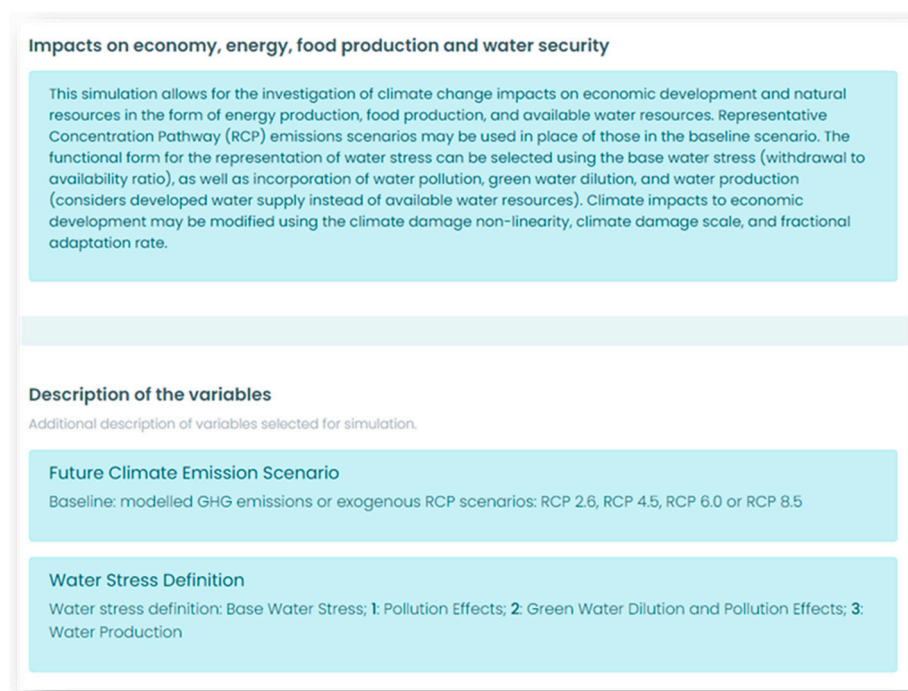 Impacts on economy, energy, food production and water security
This simulation allows for the investigation of climate change impacts on economic development and natural
resources in the form of energy production, food production, and available water resources. Representative
Concentration Pathway (RCP) emissions scenarios may be used in place of those in the baseline scenario. The
functional form for the representation of water stress can be selected using the base water stress (withdrawal to
availability ratio), as well as incorporation of water pollution, green water dilution, and water production
(considers developed water supply instead of available water resources). Climate impacts to economic
development may be modified using the climate damage non-linearity, climate damage scale, and fractional
adaptation rate.
Description of the variables
Additional description of variables selected for simulation.
Future Climate Emission Scenario
Baseline: modelled GHG emissions or exogenous RCP scenarios: RCP 2.6, RCP 4.5, RCP 6.0 or RCP 8.5
Water Stress Definition
Water stress definition: Base Water Stress; 1: Pollution Effects; 2: Green Water Dilution and Pollution Effects; 3:
Water Production